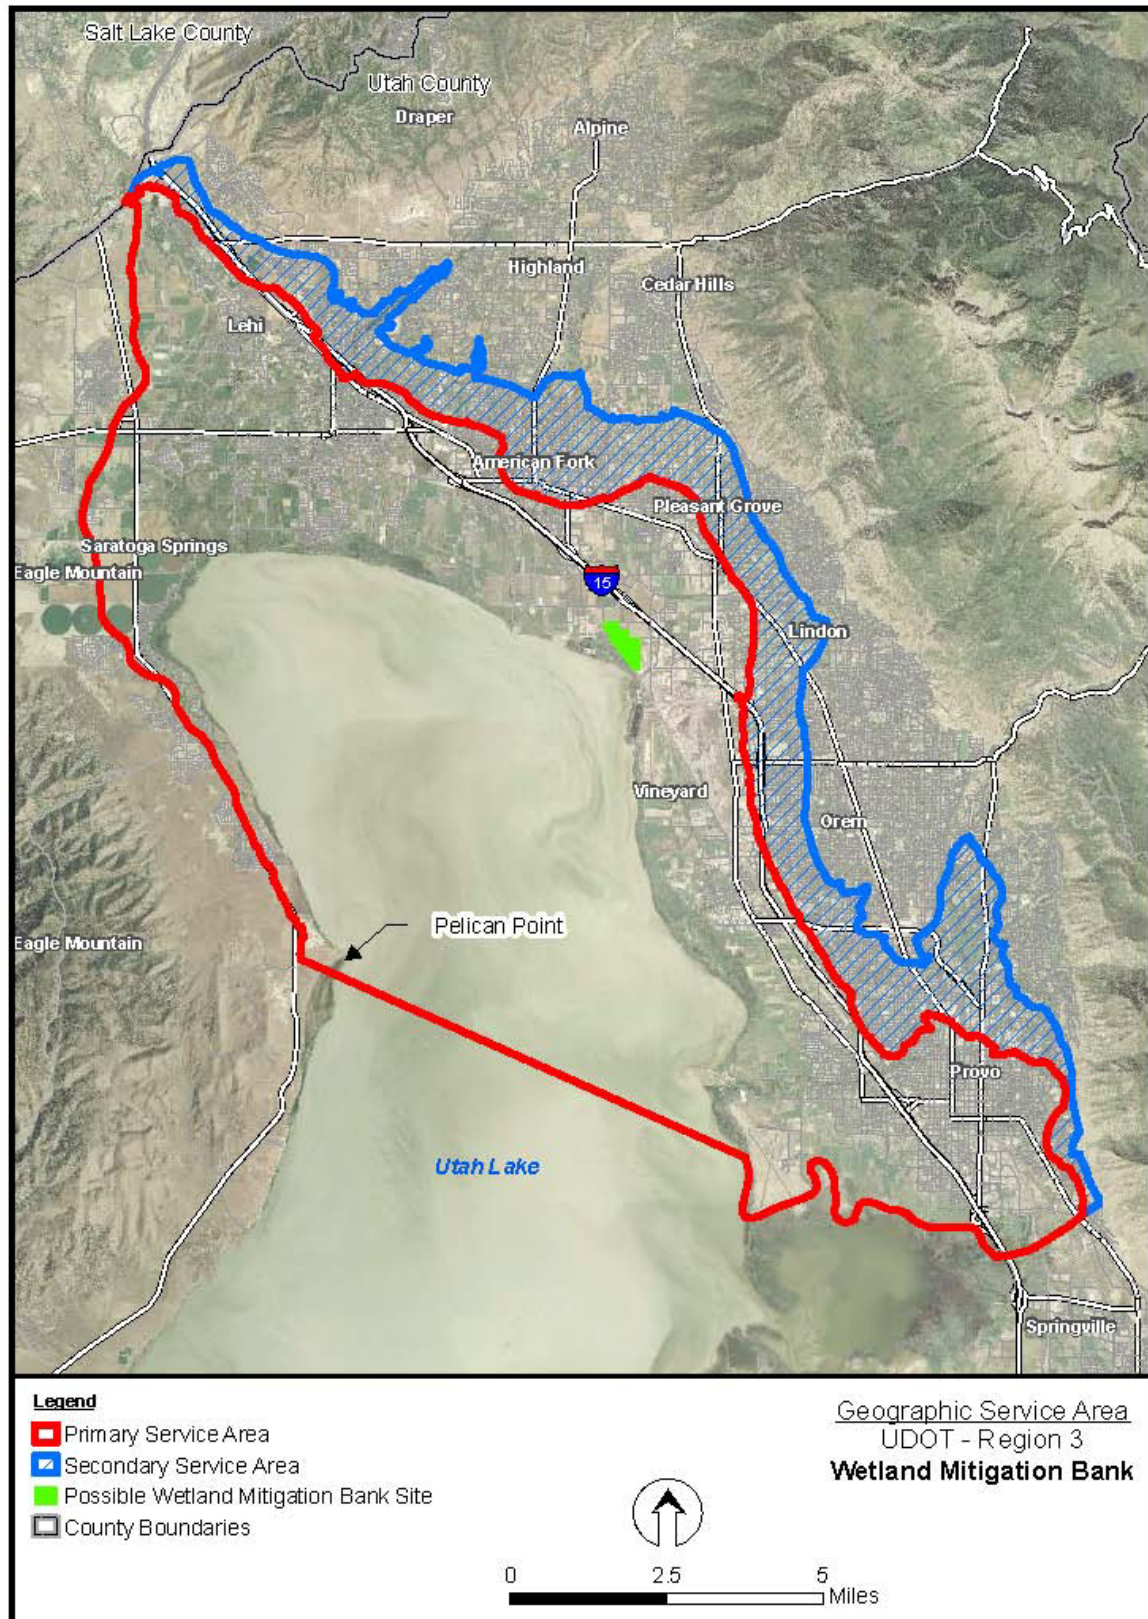 Salt Lake County
Utah County
Draper
Alpine
Highland
Cedar Hills
Lehi
American Fork
Pleasant Grove
Saratoga Springs
Eagle Mountain
15
Lindon
Vineyard
Orem
Pelican Point
Eagle Mountain
Provo
Utah Lake
Springville
Legend
Primary Service Area
Secondary Service Area
Possible Wetland Mitigation Bank Site
County Boundaries
Geographic Service Area
UDOT - Region 3
Wetland Mitigation Bank
0 2.5 5
Miles